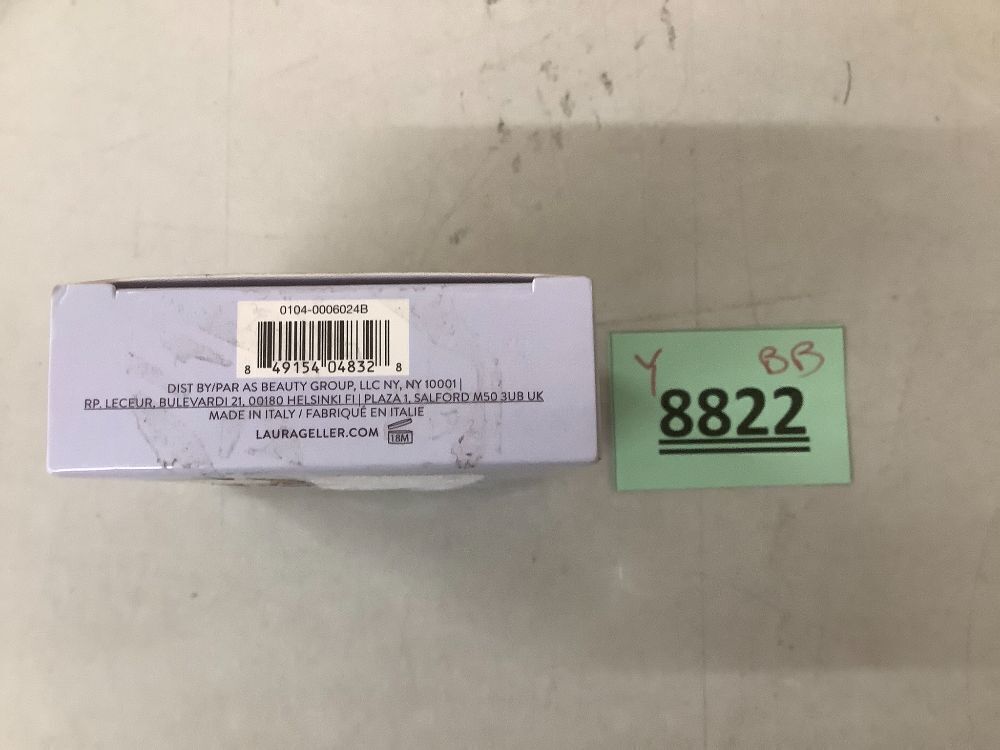 0104-0006024B
8 49154 04832 8
DIST BY/PAR AS BEAUTY GROUP, LLC NY, NY 10001 |
RP. LECEUR, BULEVARDI 21, 00180 HELSINKI FI | PLAZA 1, SALFORD M50 3UB UK
MADE IN ITALY / FABRIQUÉ EN ITALIE
LAURAGELLER.COM 18M
Y BB
8822